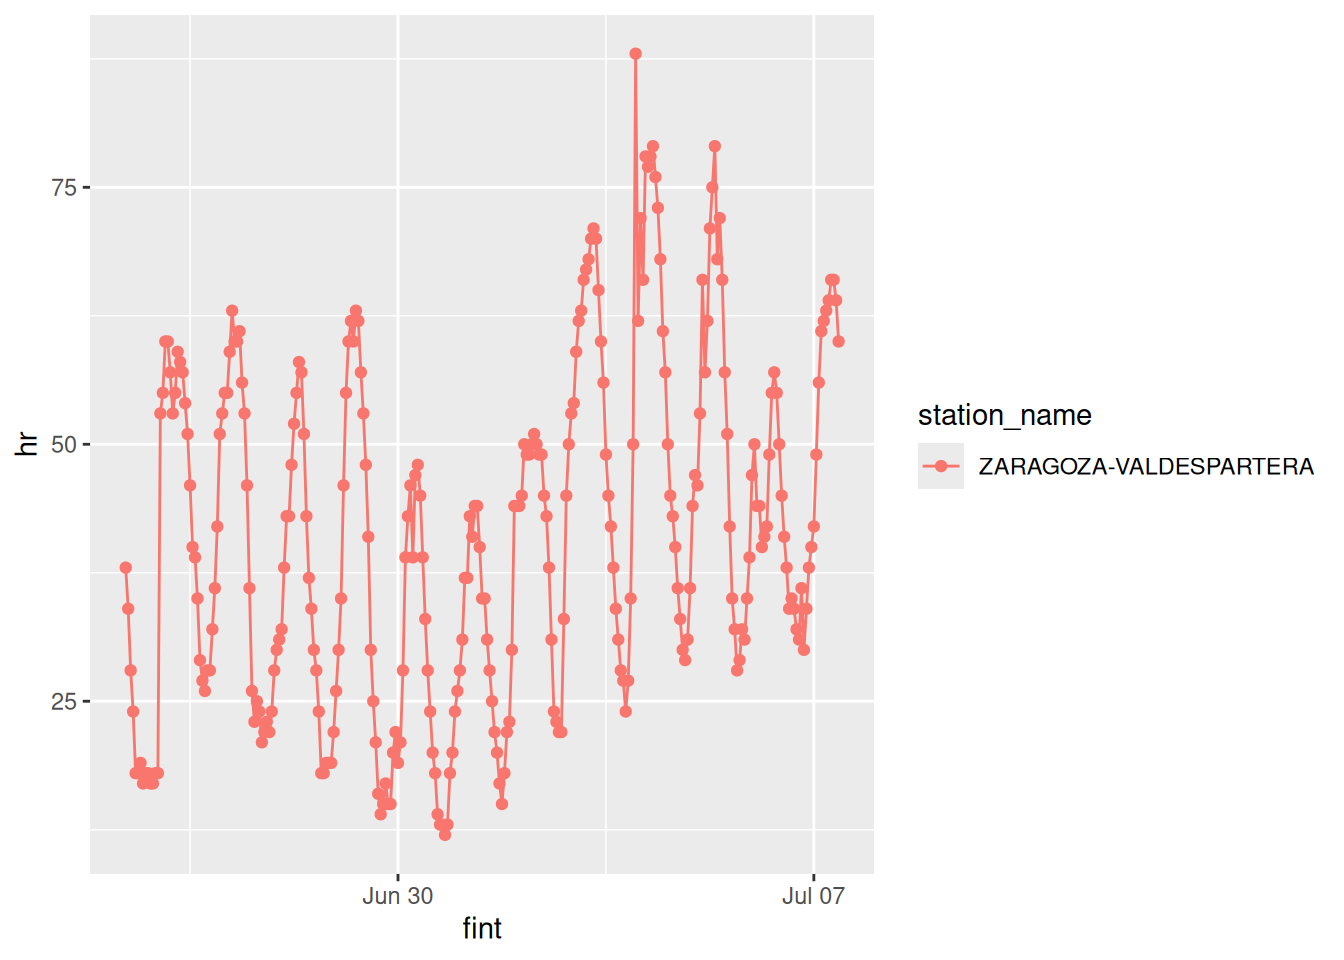 hr
75
50
25
Jun 30
Jul 07
fint
station_name
ZARAGOZA-VALDESPARTERA